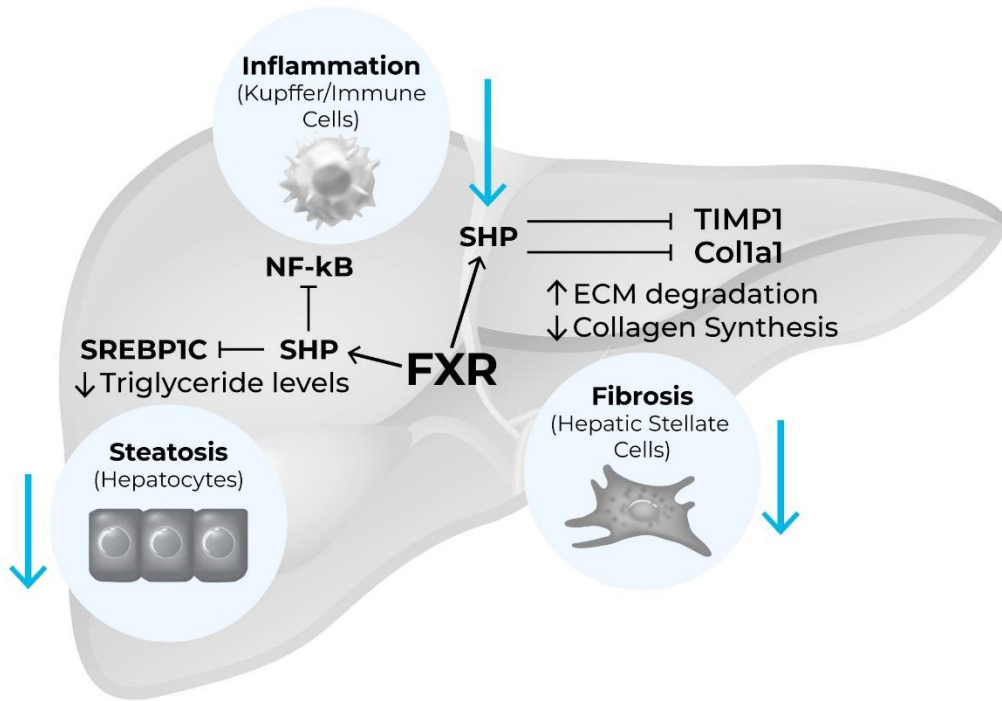 Inflammation
(Kupffer/Immune
Cells)
NF-kB
SREBP1C
SHP
↓ Triglyceride levels
FXR
SHP
TIMP1
Col1a1
↑ ECM degradation
↓ Collagen Synthesis
Steatosis
(Hepatocytes)
Fibrosis
(Hepatic Stellate
Cells)